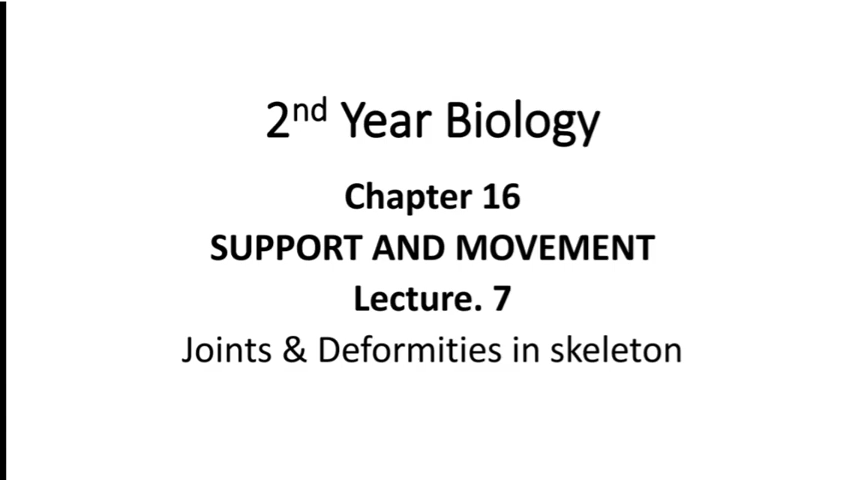 2nd Year Biology
Chapter 16
SUPPORT AND MOVEMENT
Lecture. 7
Joints & Deformities in skeleton